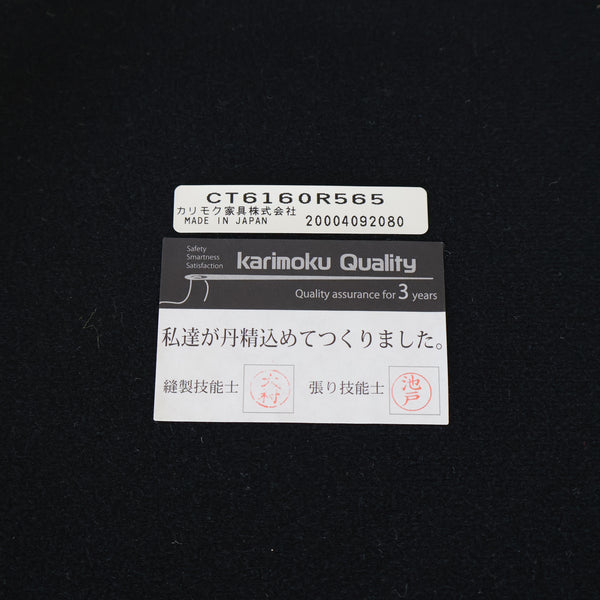 CT6160R565
カリモク家具株式会社
MADE IN JAPAN 20004092080
Safety
Smartness
Satisfaction
karimoku Quality
Quality assurance for 3 years
私達が丹精込めてつくりました。
縫製技能士 大村 張り技能士 池戸